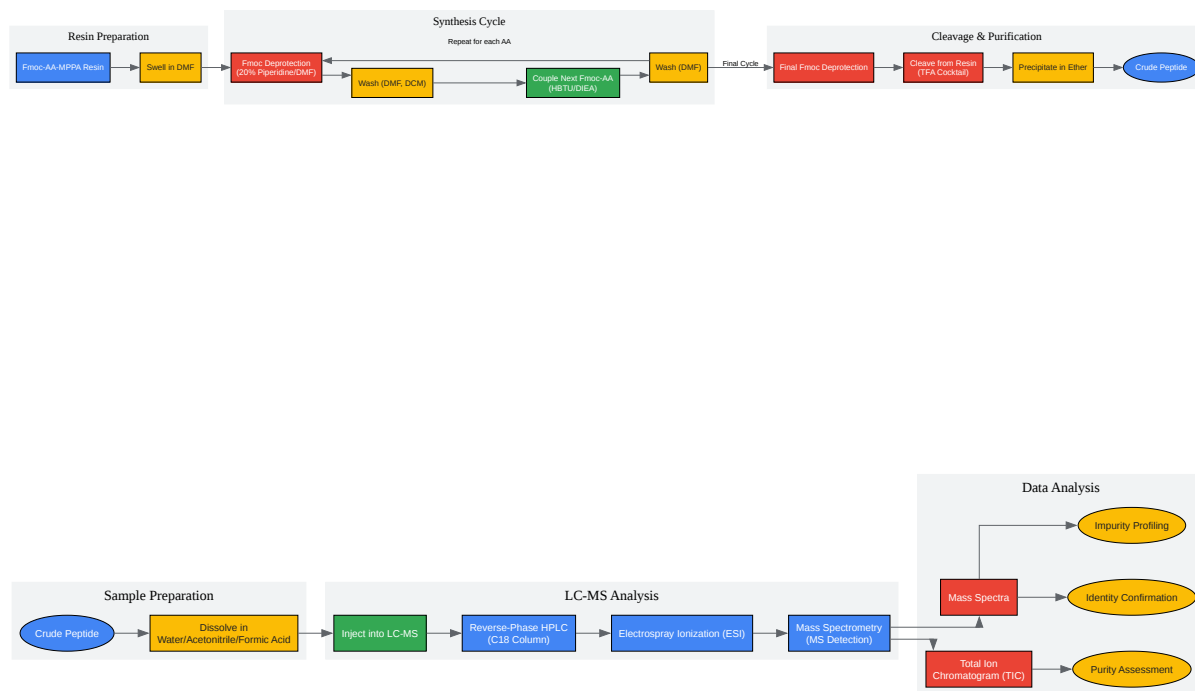 Resin Preparation
Fmoc-AA-MPPA Resin
Swell in DMF
Synthesis Cycle
Repeat for each AA
Fmoc Deprotection
(20% Piperidine/DMF)
Wash (DMF, DCM)
Couple Next Fmoc-AA
(HBTU/DIEA)
Wash (DMF)
Final Cycle
Cleavage & Purification
Final Fmoc Deprotection
Cleave from Resin
(TFA Cocktail)
Precipitate in Ether
Crude Peptide
Sample Preparation
Crude Peptide
Dissolve in
Water/Acetonitrile/Formic Acid
LC-MS Analysis
Inject into LC-MS
Reverse-Phase HPLC
(C18 Column)
Electrospray Ionization (ESI)
Mass Spectrometry
(MS Detection)
Data Analysis
Impurity Profiling
Mass Spectra
Identity Confirmation
Total Ion
Chromatogram (TIC)
Purity Assessment